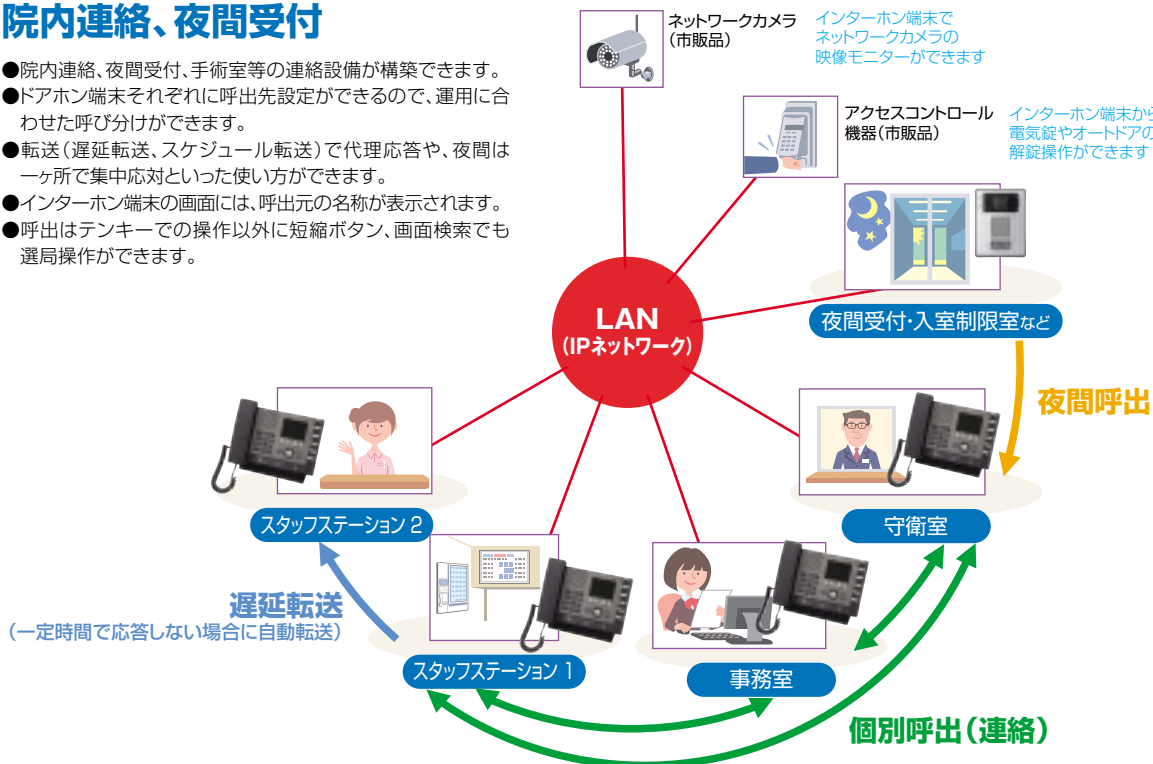 院内連絡、夜間受付
●院内連絡、夜間受付、手術室等の連絡設備が構築できます。
●ドアホン端末それぞれに呼出先設定ができるので、運用に合
わせた呼び分けができます。
●転送（遅延転送、スケジュール転送）で代理応答や、夜間は
一ヶ所で集中応対といった使い方ができます。
●インターホン端末の画面には、呼出元の名称が表示されます。
●呼出はテンキーでの操作以外に短縮ボタン、画面検索でも
選局操作ができます。
ネットワークカメラ
（市販品）
インターホン端末で
ネットワークカメラの
映像モニターができます
アクセスコントロール
機器（市販品）
インターホン端末から
電気錠やオートドアの
解錠操作ができます
LAN
（IPネットワーク）
夜間受付・入室制限室など
夜間呼出
守衛室
スタッフステーション 2
遅延転送
（一定時間で応答しない場合に自動転送）
スタッフステーション 1
事務室
個別呼出（連絡）